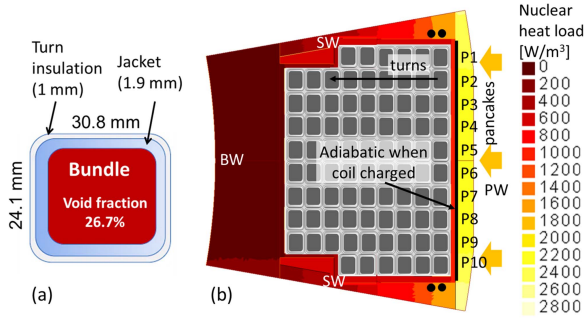 Turn
insulation
(1 mm)
Jacket
(1.9 mm)
30.8 mm
24.1 mm
Bundle
Void fraction
26.7%
(a)
(b)
BW
SW
SW
PW
turns
pancakes
Adiabatic when
coil charged
P1
P2
P3
P4
P5
P6
P7
P8
P9
P10
Nuclear
heat load
[W/m³]
0
200
400
600
800
1000
1200
1400
1600
1800
2000
2200
2400
2600
2800